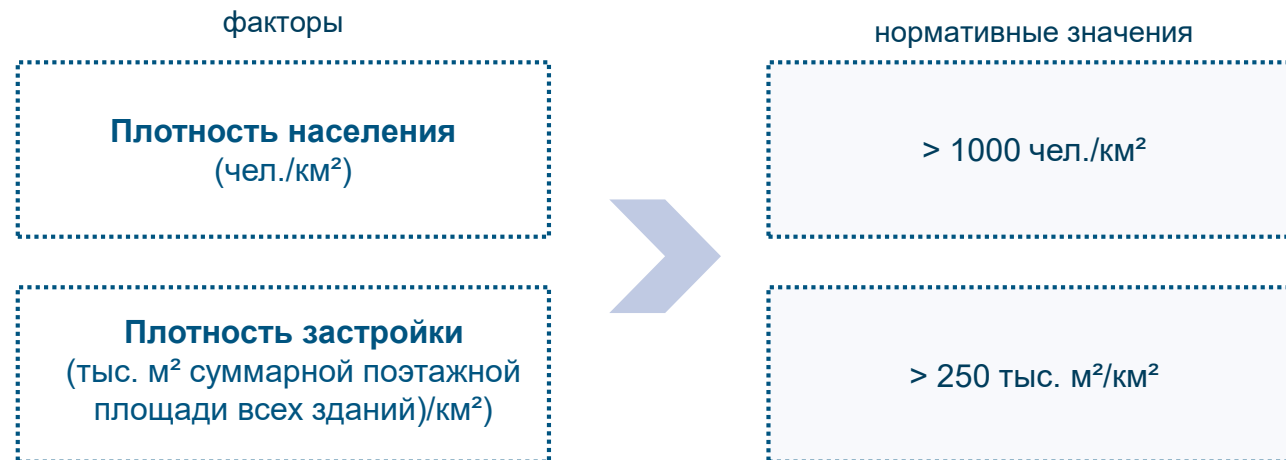 факторы
нормативные значения
Плотность населения
(чел./км²)
> 1000 чел./км²
Плотность застройки
(тыс. м² суммарной поэтажной
площади всех зданий)/км²)
> 250 тыс. м²/км²